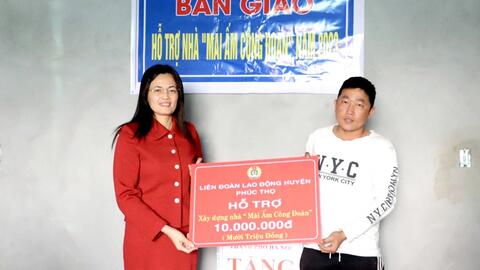 BÀN GIAO
HỖ TRỢ NHÀ "MÁI ẤM CÔNG ĐOÀN" NĂM 2022
LIÊN ĐOÀN LAO ĐỘNG HUYỆN
PHÚC THỌ
HỖ TRỢ
Xây dựng nhà "Mái Ấm Công Đoàn"
10.000.000đ
( Mười Triệu Đồng )
N.Y.C
NEW YORK CITY
TẶNG